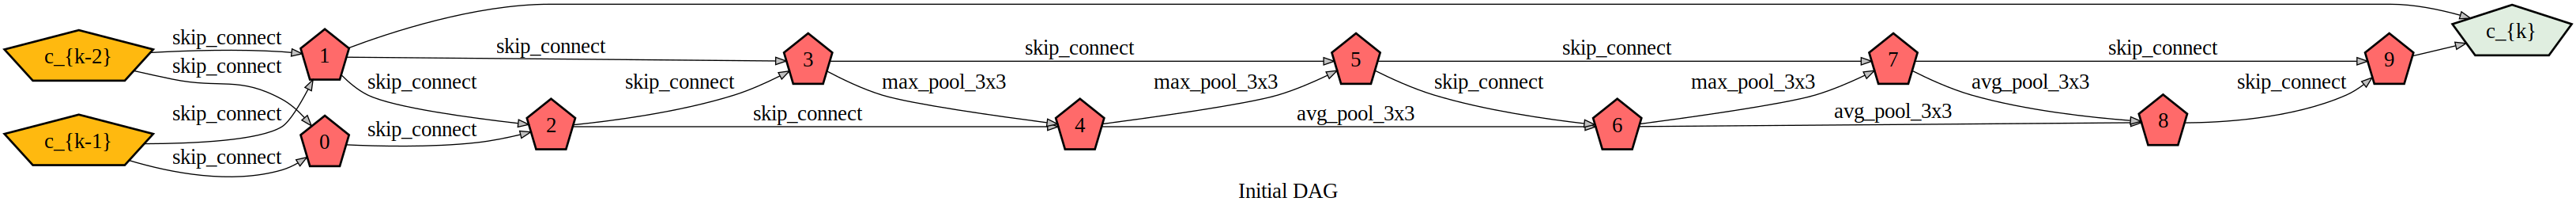 skip_connect
c_{k-2}
skip_connect
1
skip_connect
c_{k-1}
skip_connect
skip_connect
0
skip_connect
skip_connect
skip_connect
2
skip_connect
skip_connect
3
skip_connect
max_pool_3x3
4
max_pool_3x3
avg_pool_3x3
5
skip_connect
skip_connect
6
max_pool_3x3
avg_pool_3x3
7
skip_connect
avg_pool_3x3
8
skip_connect
9
c_{k}
Initial DAG